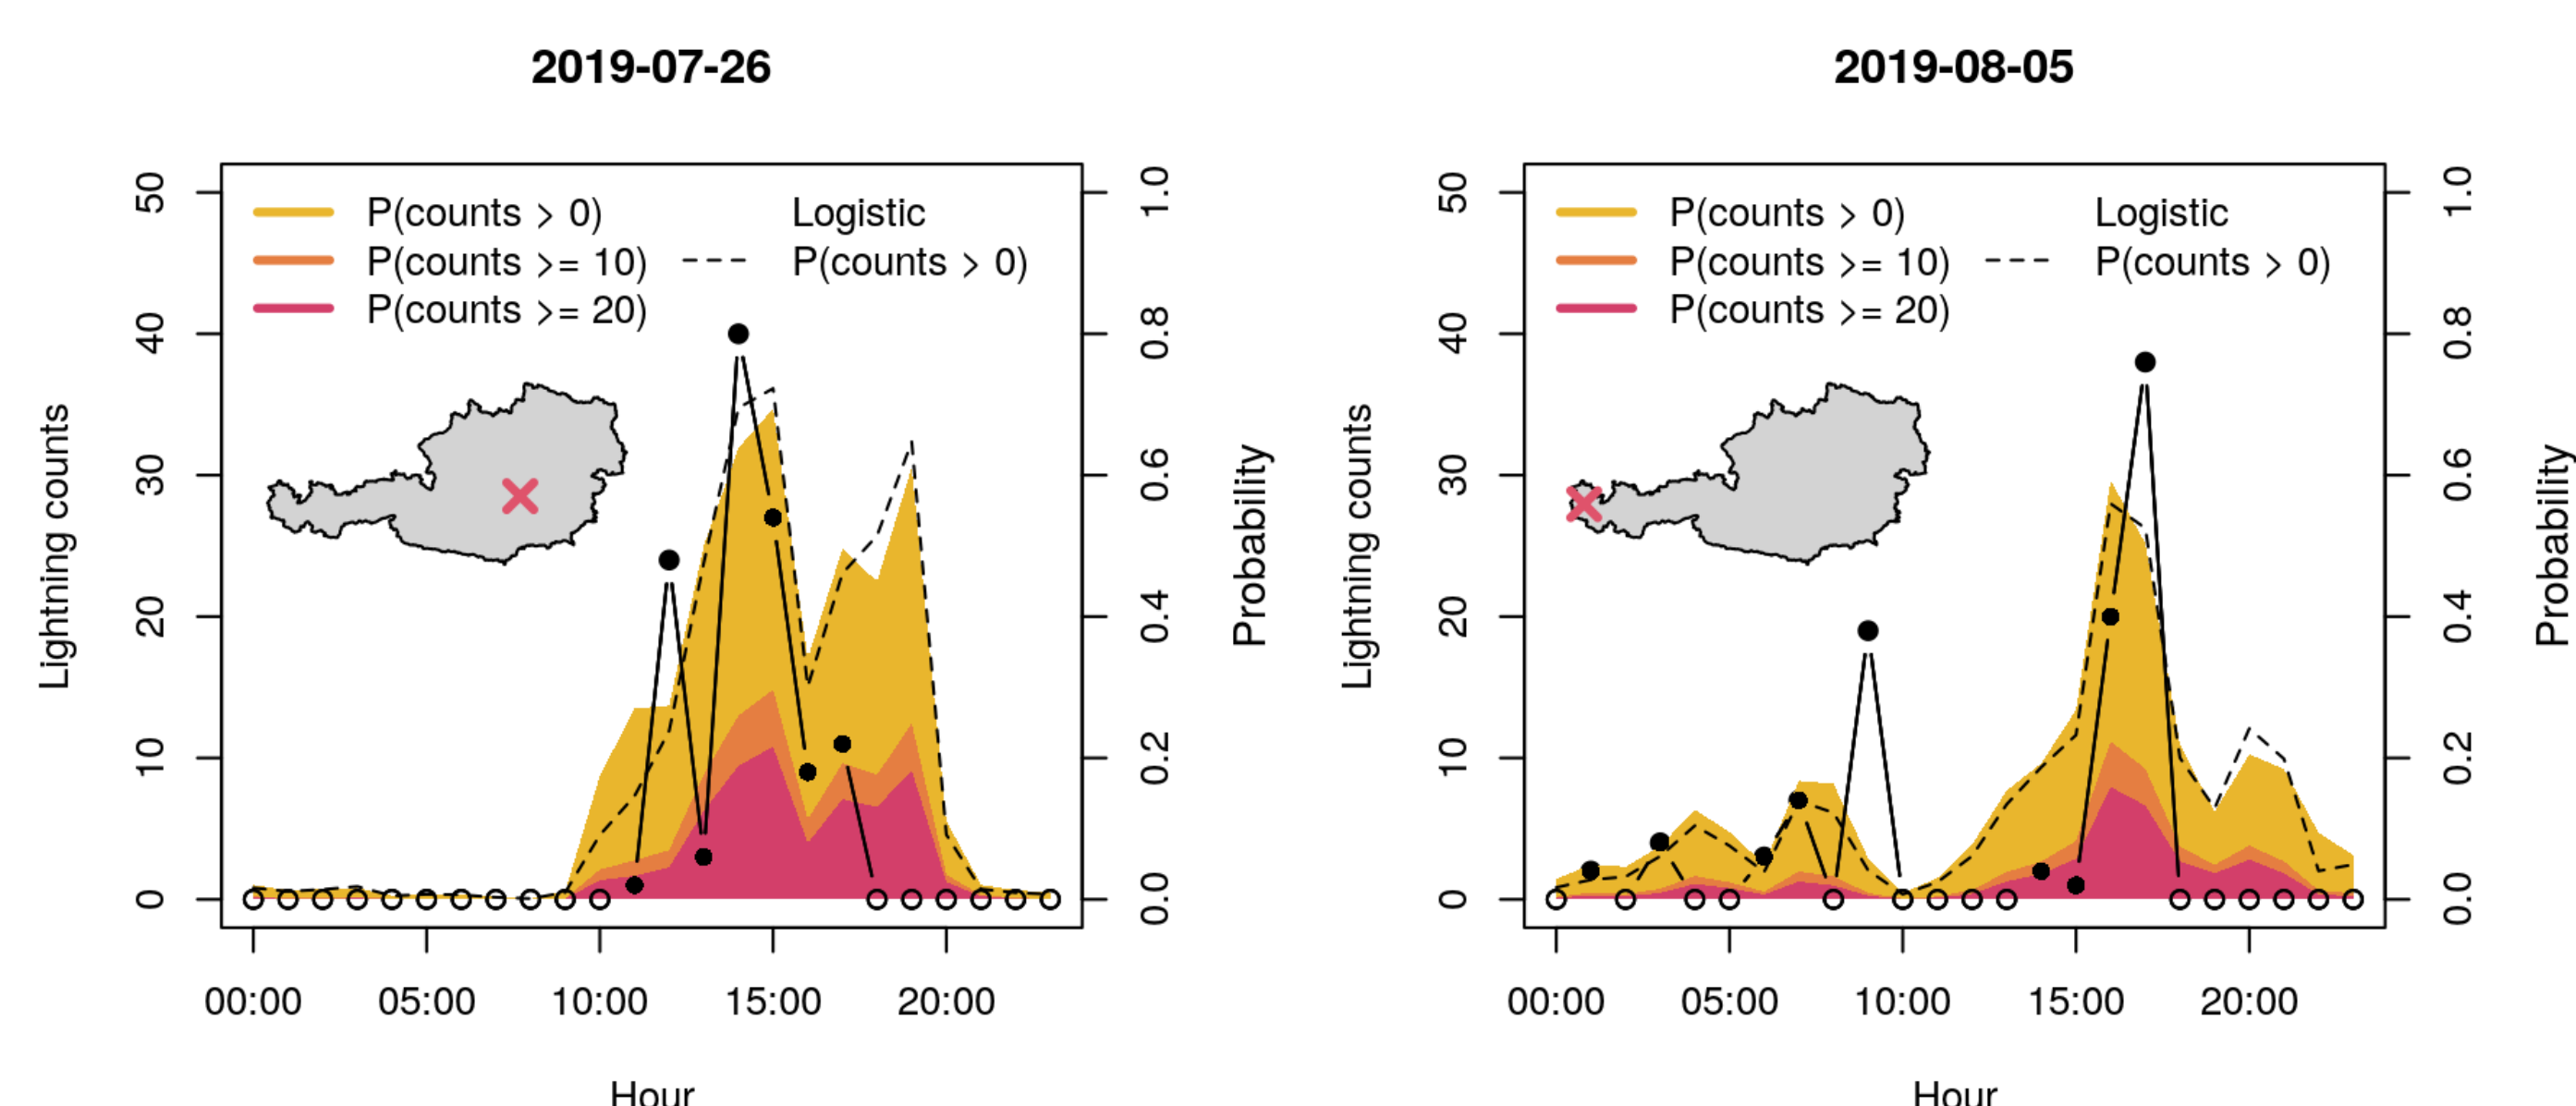 2019-07-26
50
40
30
20
10
0
Lightning counts
P(counts > 0)
P(counts >= 10)
P(counts >= 20)
Logistic
P(counts > 0)
1.0
0.8
0.6
0.4
0.2
0.0
Probability
00:00 05:00 10:00 15:00 20:00
Hour
2019-08-05
50
40
30
20
10
0
Lightning counts
P(counts > 0)
P(counts >= 10)
P(counts >= 20)
Logistic
P(counts > 0)
1.0
0.8
0.6
0.4
0.2
0.0
Probability
00:00 05:00 10:00 15:00 20:00
Hour